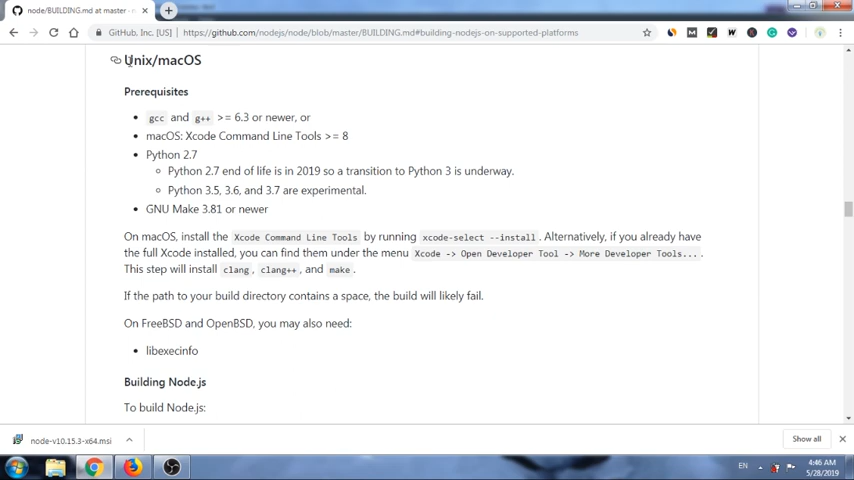 node/BUILDING.md at master · n
GitHub, Inc. [US] | https://github.com/nodejs/node/blob/master/BUILDING.md#building-nodejs-on-supported-platforms
Unix/macOS
Prerequisites
gcc and g++ >= 6.3 or newer, or
macOS: Xcode Command Line Tools >= 8
Python 2.7
Python 2.7 end of life is in 2019 so a transition to Python 3 is underway.
Python 3.5, 3.6, and 3.7 are experimental.
GNU Make 3.81 or newer
On macOS, install the Xcode Command Line Tools by running xcode-select --install. Alternatively, if you already have
the full Xcode installed, you can find them under the menu Xcode -> Open Developer Tool -> More Developer Tools... .
This step will install clang, clang++, and make.
If the path to your build directory contains a space, the build will likely fail.
On FreeBSD and OpenBSD, you may also need:
libexecinfo
Building Node.js
To build Node.js:
node-v10.15.3-x64.msi
Show all
EN
4:46 AM
5/28/2019